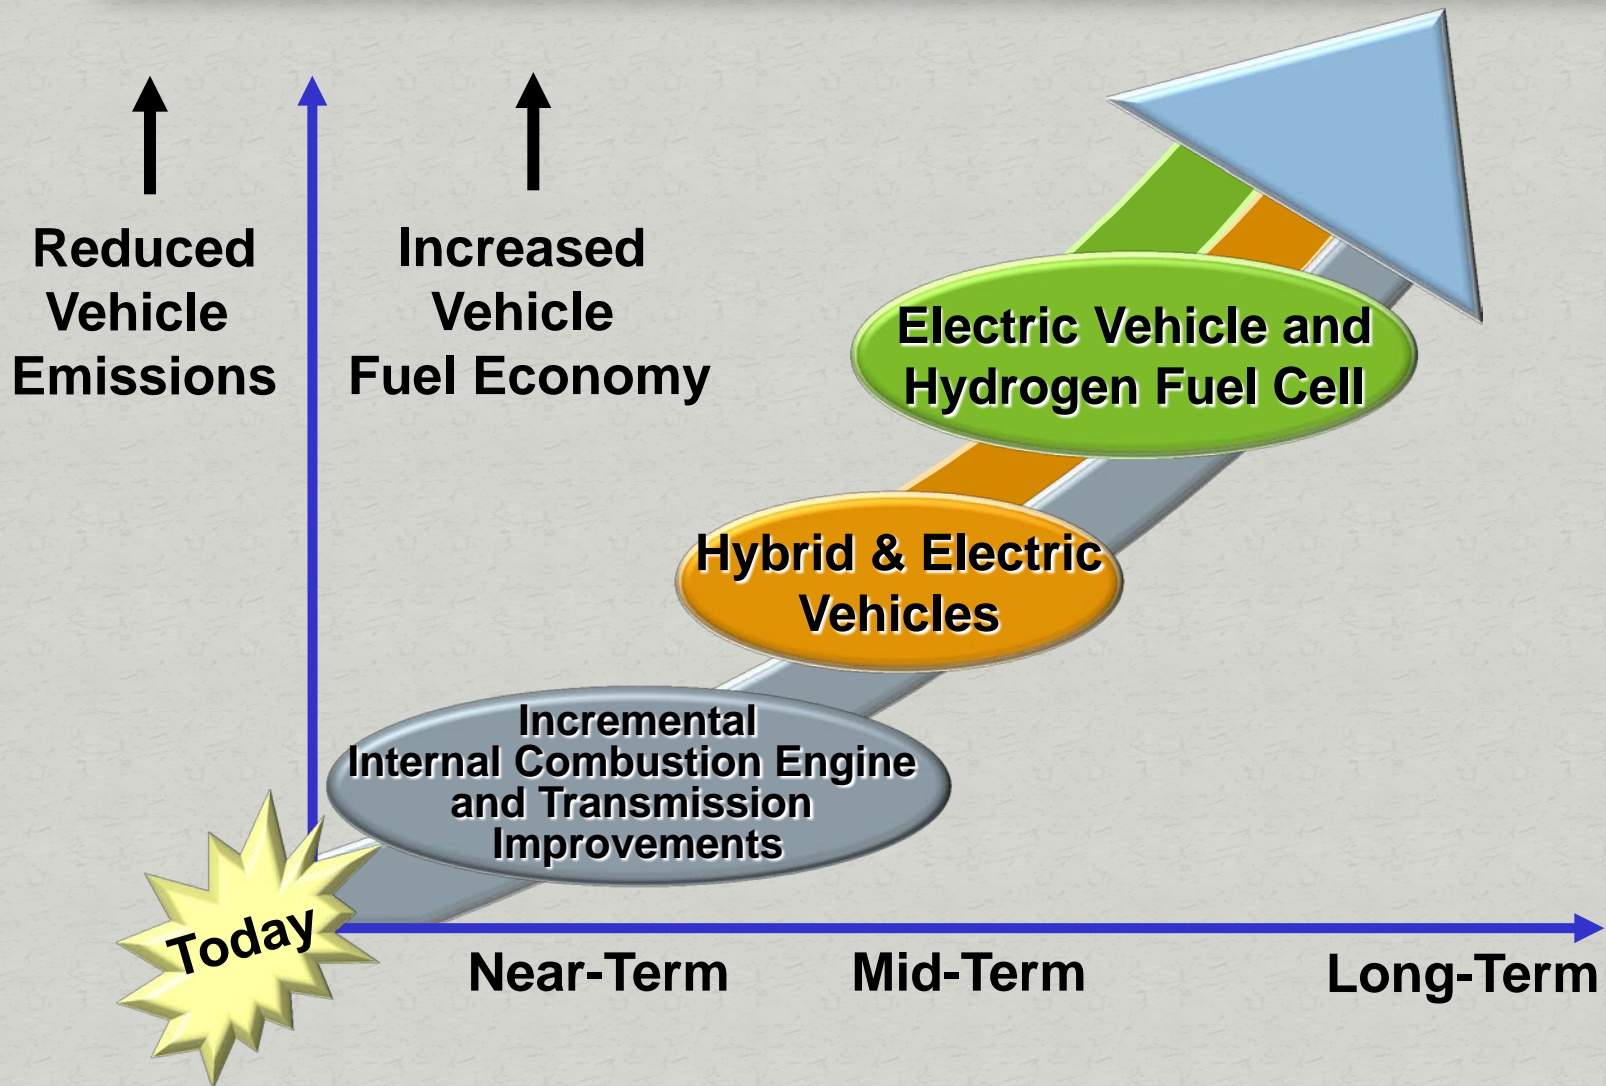 Reduced
Vehicle
Emissions
Increased
Vehicle
Fuel Economy
Electric Vehicle and
Hydrogen Fuel Cell
Hybrid & Electric
Vehicles
Incremental
Internal Combustion Engine
and Transmission
Improvements
Today
Near-Term
Mid-Term
Long-Term